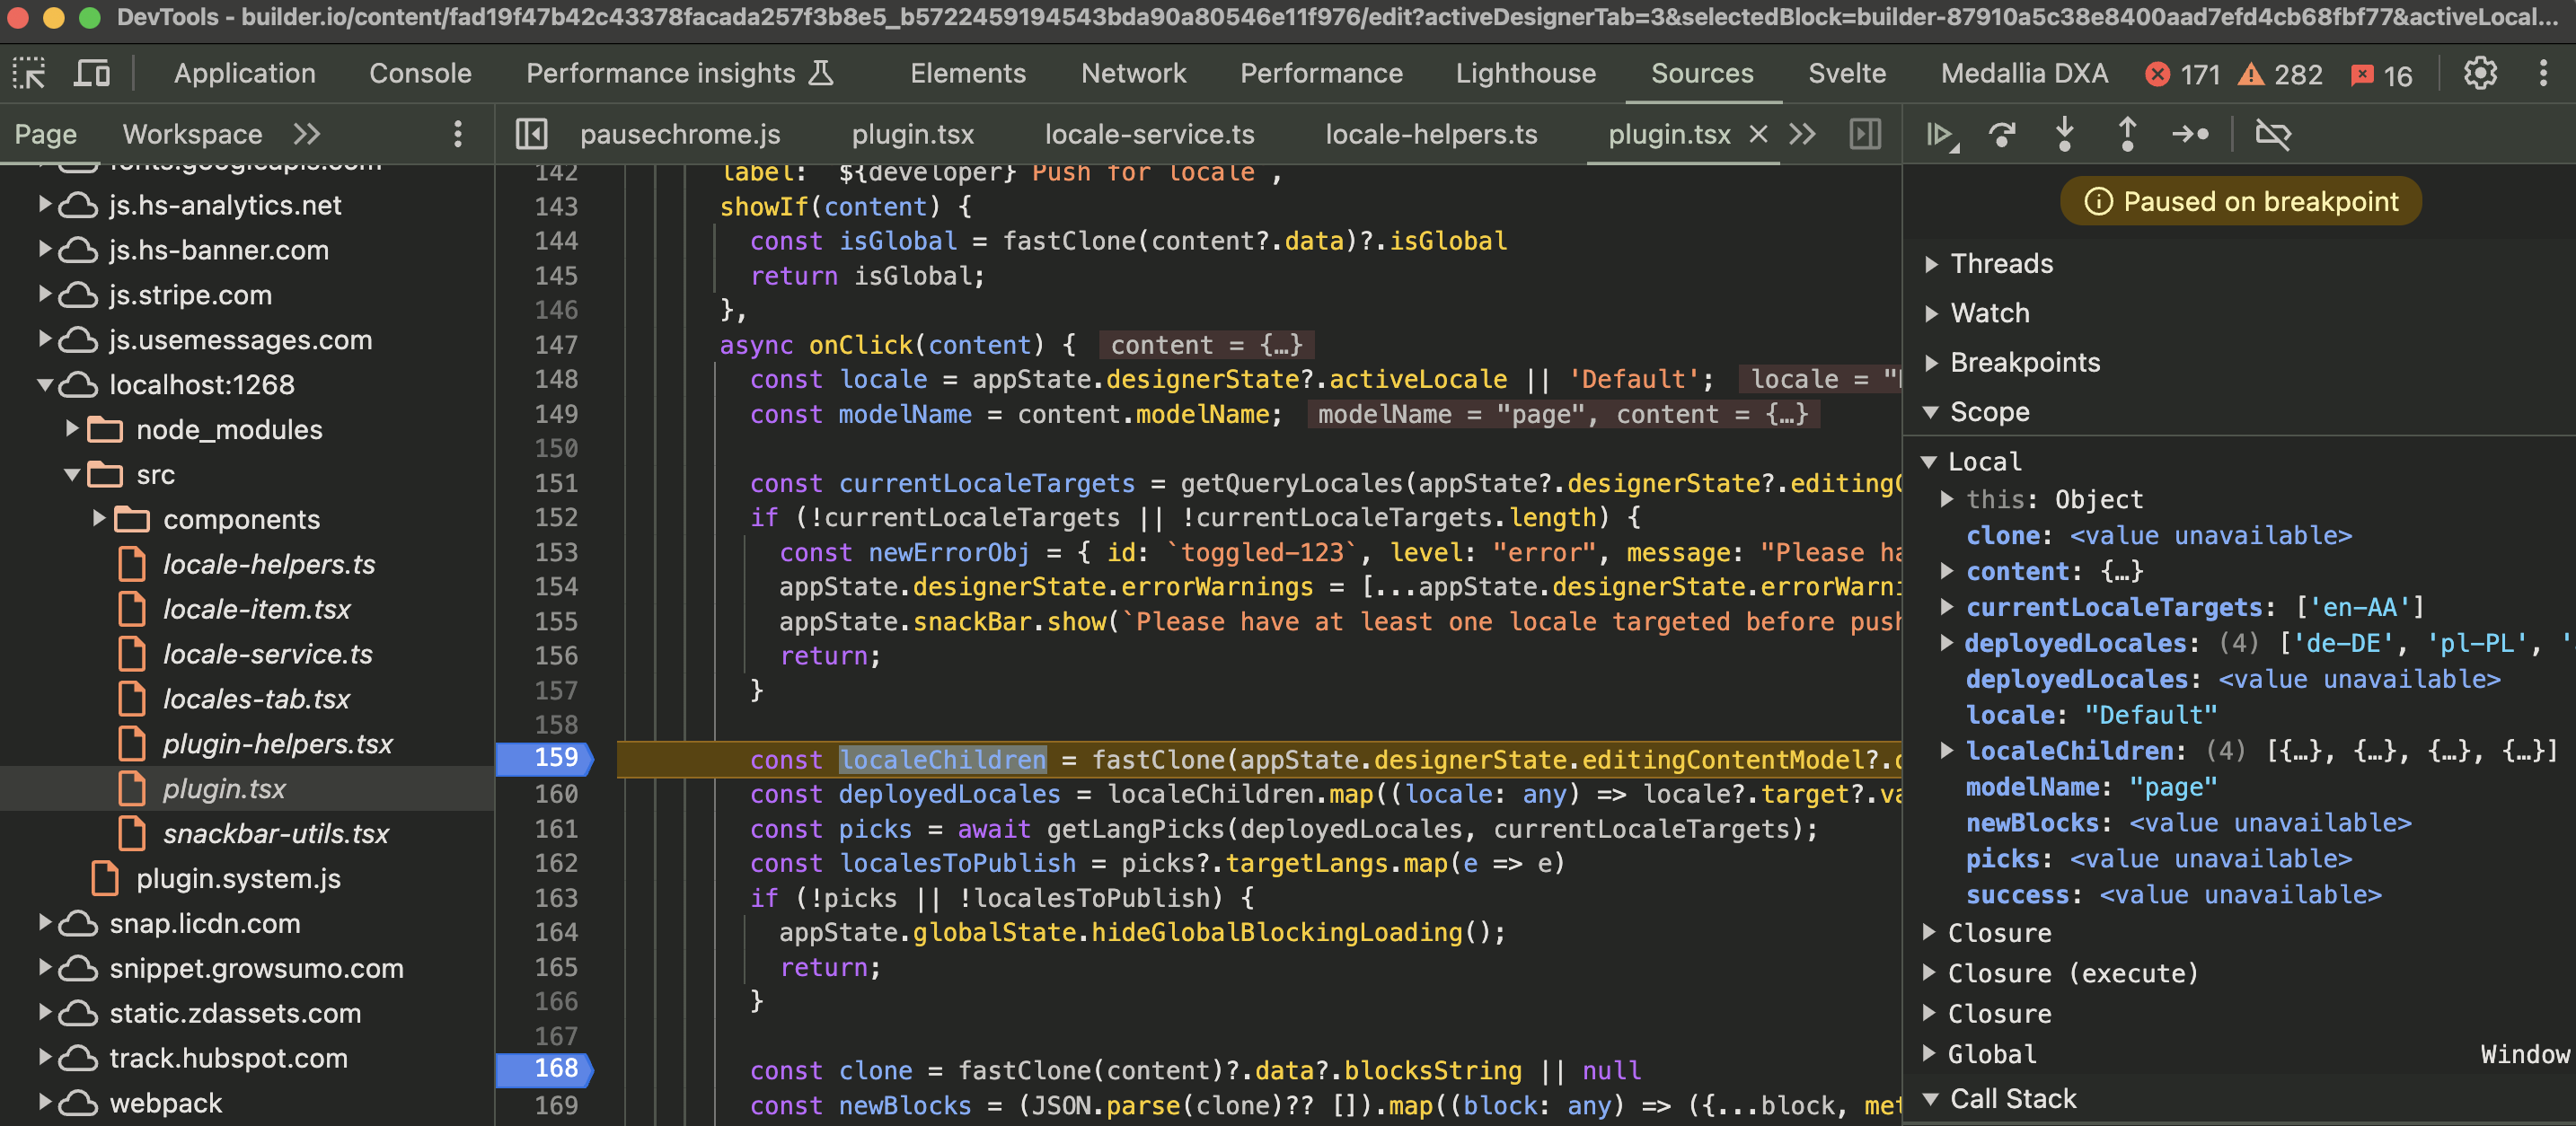 DevTools - builder.io/content/fad19f47b42c43378facada257f3b8e5_b5722459194543bda90a80546e11f976/edit?activeDesignerTab=3&selectedBlock=builder-87910a5c38e8400aad7efd4cb68fbf77&activeLocal...
Application Console Performance insights Elements Network Performance Lighthouse Sources Svelte Medallia DXA 171 282 16
Page Workspace
pausechrome.js plugin.tsx locale-service.ts locale-helpers.ts plugin.tsx
fonts.googleapis.com
js.hs-analytics.net
js.hs-banner.com
js.stripe.com
js.usemessages.com
localhost:1268
node_modules
src
components
locale-helpers.ts
locale-item.tsx
locale-service.ts
locales-tab.tsx
plugin-helpers.tsx
plugin.tsx
snackbar-utils.tsx
plugin.system.js
snap.licdn.com
snippet.growsumo.com
static.zdassets.com
track.hubspot.com
webpack
142 label: `${developer} Push for locale`,
143 showIf(content) {
144 const isGlobal = fastClone(content?.data)?.isGlobal
145 return isGlobal;
146 },
147 async onClick(content) { content = {…}
148 const locale = appState.designerState?.activeLocale || 'Default'; locale = "
149 const modelName = content.modelName; modelName = "page", content = {…}
150
151 const currentLocaleTargets = getQueryLocales(appState?.designerState?.editing
152 if (!currentLocaleTargets || !currentLocaleTargets.length) {
153 const newErrorObj = { id: `toggled-123`, level: "error", message: "Please ha
154 appState.designerState.errorWarnings = [...appState.designerState.errorWarni
155 appState.snackBar.show(`Please have at least one locale targeted before push
156 return;
157 }
158
159 const localeChildren = fastClone(appState.designerState.editingContentModel?.
160 const deployedLocales = localeChildren.map((locale: any) => locale?.target?.va
161 const picks = await getLangPicks(deployedLocales, currentLocaleTargets);
162 const localesToPublish = picks?.targetLangs.map(e => e)
163 if (!picks || !localesToPublish) {
164 appState.globalState.hideGlobalBlockingLoading();
165 return;
166 }
167
168 const clone = fastClone(content)?.data?.blocksString || null
169 const newBlocks = (JSON.parse(clone)?? []).map((block: any) => ({...block, met
Paused on breakpoint
Threads
Watch
Breakpoints
Scope
Local
this: Object
clone: <value unavailable>
content: {…}
currentLocaleTargets: ['en-AA']
deployedLocales: (4) ['de-DE', 'pl-PL', '
deployedLocales: <value unavailable>
locale: "Default"
localeChildren: (4) [{…}, {…}, {…}, {…}]
modelName: "page"
newBlocks: <value unavailable>
picks: <value unavailable>
success: <value unavailable>
Closure
Closure (execute)
Closure
Global Window
Call Stack